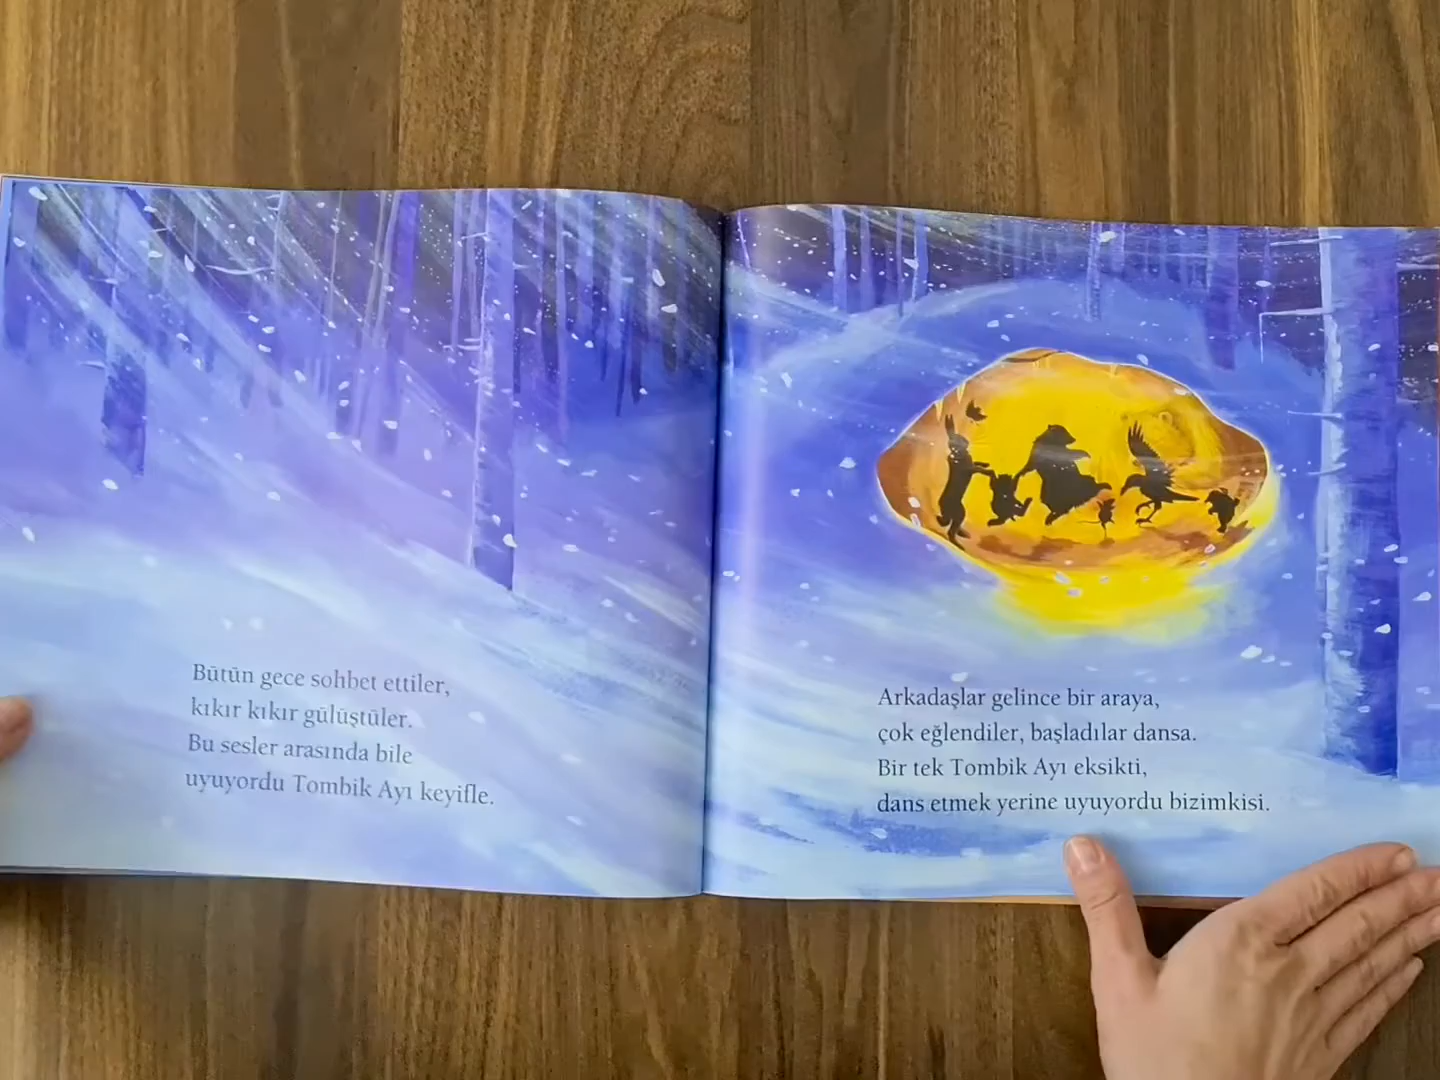 Bütün gece sohbet ettiler,
kıkır kıkır gülüştüler.
Bu sesler arasında bile
uyuyordu Tombik Ayı keyifle.
Arkadaşlar gelince bir araya,
çok eğlendiler, başladılar dansa.
Bir tek Tombik Ayı eksikti,
dans etmek yerine uyuyordu bizimkisi.